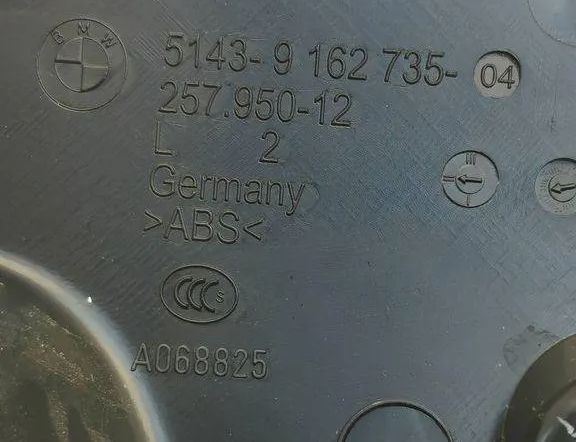 BMW
5143- 9 162 735- 04
257.950-12
L 2
Germany
>ABS<
CCC S
A068825